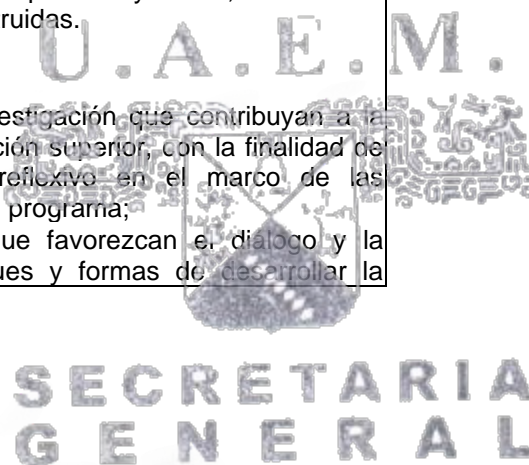 ruidas.
U.A.E.M.
estigación que contribuyan a la
ción superior, con la finalidad de
reflexivo en el marco de las
programa;
ue favorezcan el diálogo y la
ues y formas de desarrollar la
SECRETARIA
GENERAL